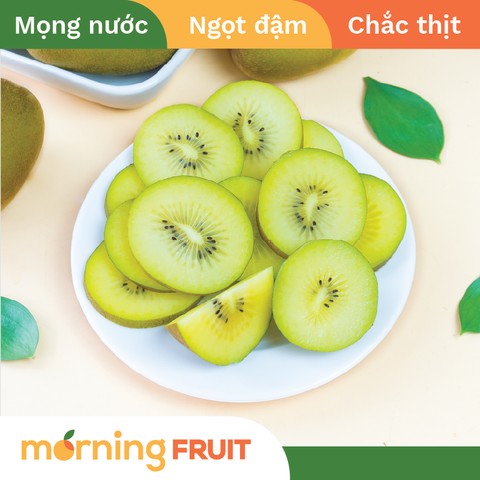 Mọng nước
Ngọt đậm
Chắc thịt
morning FRUIT